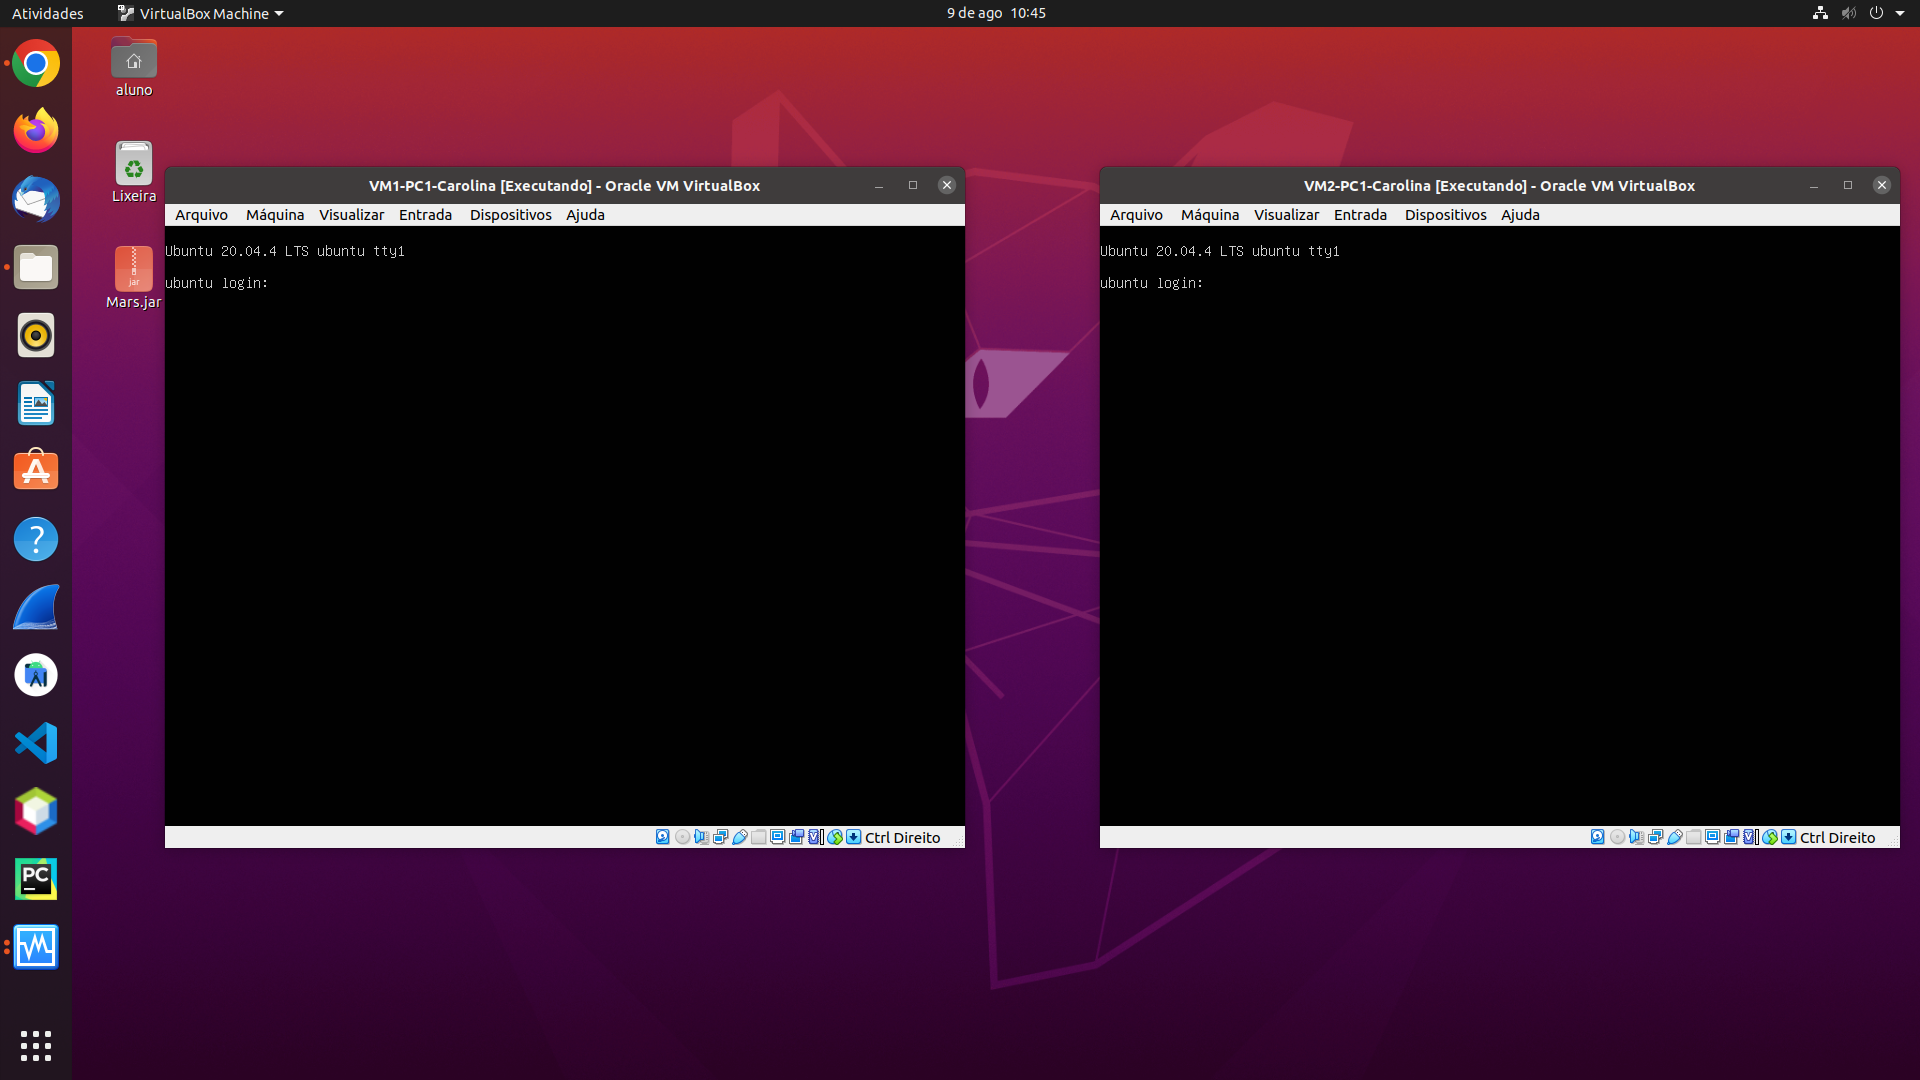 Atividades VirtualBox Machine 9 de ago 10:45
aluno
Lixeira
jar
Mars.jar
VM1-PC1-Carolina [Executando] - Oracle VM VirtualBox
Arquivo Máquina Visualizar Entrada Dispositivos Ajuda
Ubuntu 20.04.4 LTS ubuntu tty1
ubuntu login:
Ctrl Direito
VM2-PC1-Carolina [Executando] - Oracle VM VirtualBox
Arquivo Máquina Visualizar Entrada Dispositivos Ajuda
Ubuntu 20.04.4 LTS ubuntu tty1
ubuntu login:
Ctrl Direito
PC